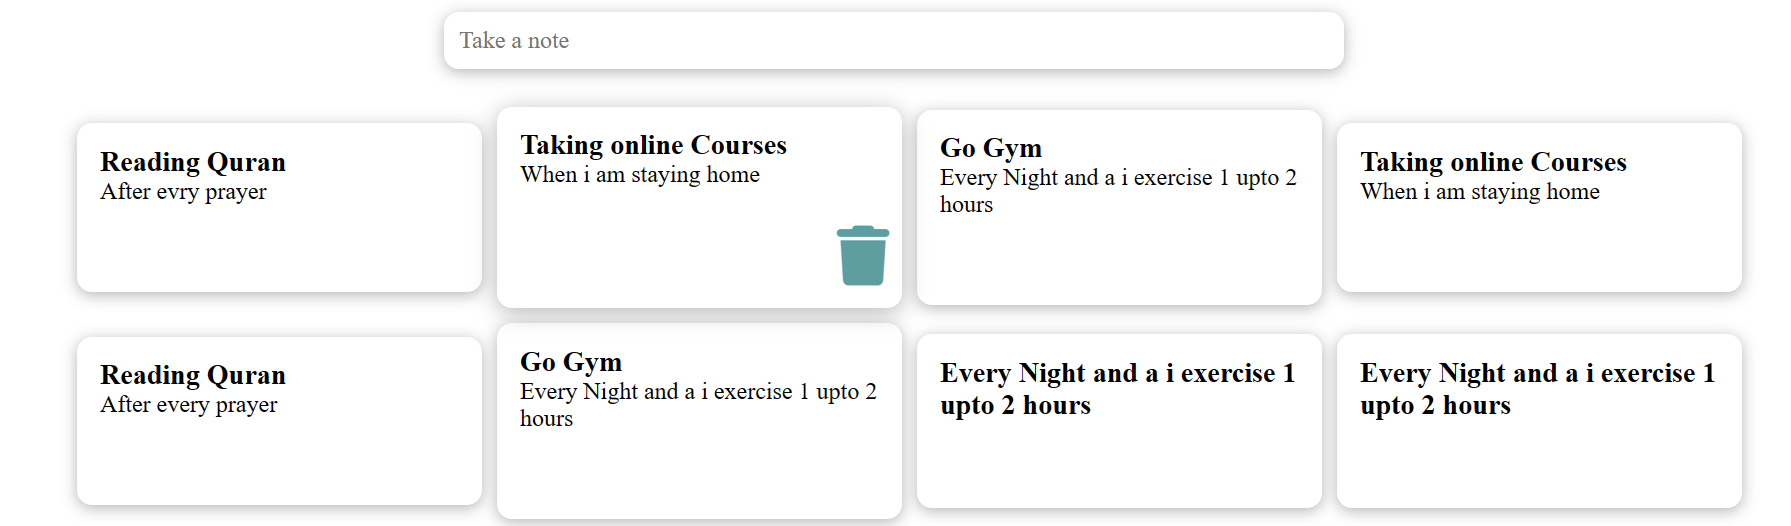 Take a note
Reading Quran
After evry prayer
Taking online Courses
When i am staying home
Go Gym
Every Night and a i exercise 1 upto 2
hours
Taking online Courses
When i am staying home
Reading Quran
After every prayer
Go Gym
Every Night and a i exercise 1 upto 2
hours
Every Night and a i exercise 1
upto 2 hours
Every Night and a i exercise 1
upto 2 hours